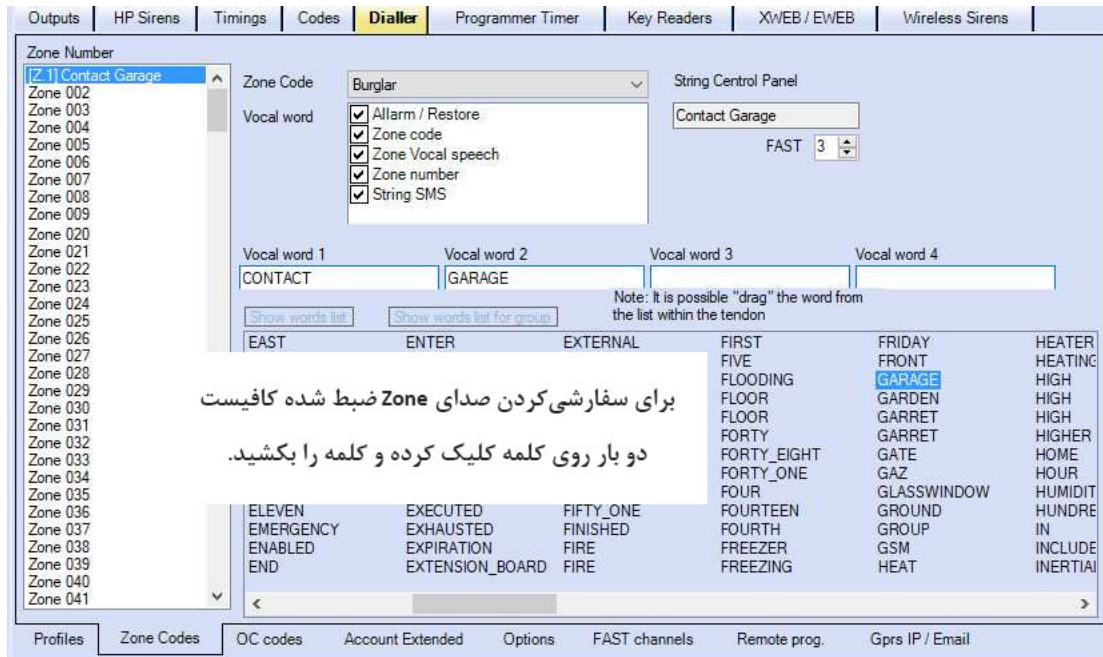 Outputs HP Sirens Timings Codes Dialler Programmer Timer Key Readers XWEB / EWEB Wireless Sirens
Zone Number
[Z.1] Contact Garage
Zone 002
Zone 003
Zone 004
Zone 005
Zone 006
Zone 007
Zone 008
Zone 009
Zone 020
Zone 021
Zone 022
Zone 023
Zone 024
Zone 025
Zone 026
Zone 027
Zone 028
Zone 029
Zone 030
Zone 031
Zone 032
Zone 033
Zone 034
Zone 035
Zone 036
Zone 037
Zone 038
Zone 039
Zone 040
Zone 041
Zone Code Burglar String Centrol Panel
Vocal word Allarm / Restore Contact Garage
Zone code FAST 3
Zone Vocal speech
Zone number
String SMS
Vocal word 1 Vocal word 2 Vocal word 3 Vocal word 4
CONTACT GARAGE
Note: It is possible "drag" the word from
the list within the tendon
Show words list Show words list for group
EAST ENTER EXTERNAL FIRST FRIDAY HEATER
FIVE FRONT HEATING
FLOODING GARAGE HIGH
FLOOR GARDEN HIGH
FLOOR GARRET HIGH
FORTY GARRET HIGHER
FORTY_EIGHT GATE HOME
FORTY_ONE GAZ HOUR
FOUR GLASSWINDOW HUMIDIT
ELEVEN EXECUTED FIFTY_ONE FOURTEEN GROUND HUNDRE
EMERGENCY EXHAUSTED FINISHED FOURTH GROUP IN
ENABLED EXPIRATION FIRE FREEZER GSM INCLUDE
END EXTENSION_BOARD FIRE FREEZING HEAT INERTIAI
برای سفارشی‌کردن صدای Zone ضبط شده کافیست
دو بار روی کلمه کلیک کرده و کلمه را بکشید.
Profiles Zone Codes OC codes Account Extended Options FAST channels Remote prog. Gprs IP / Email